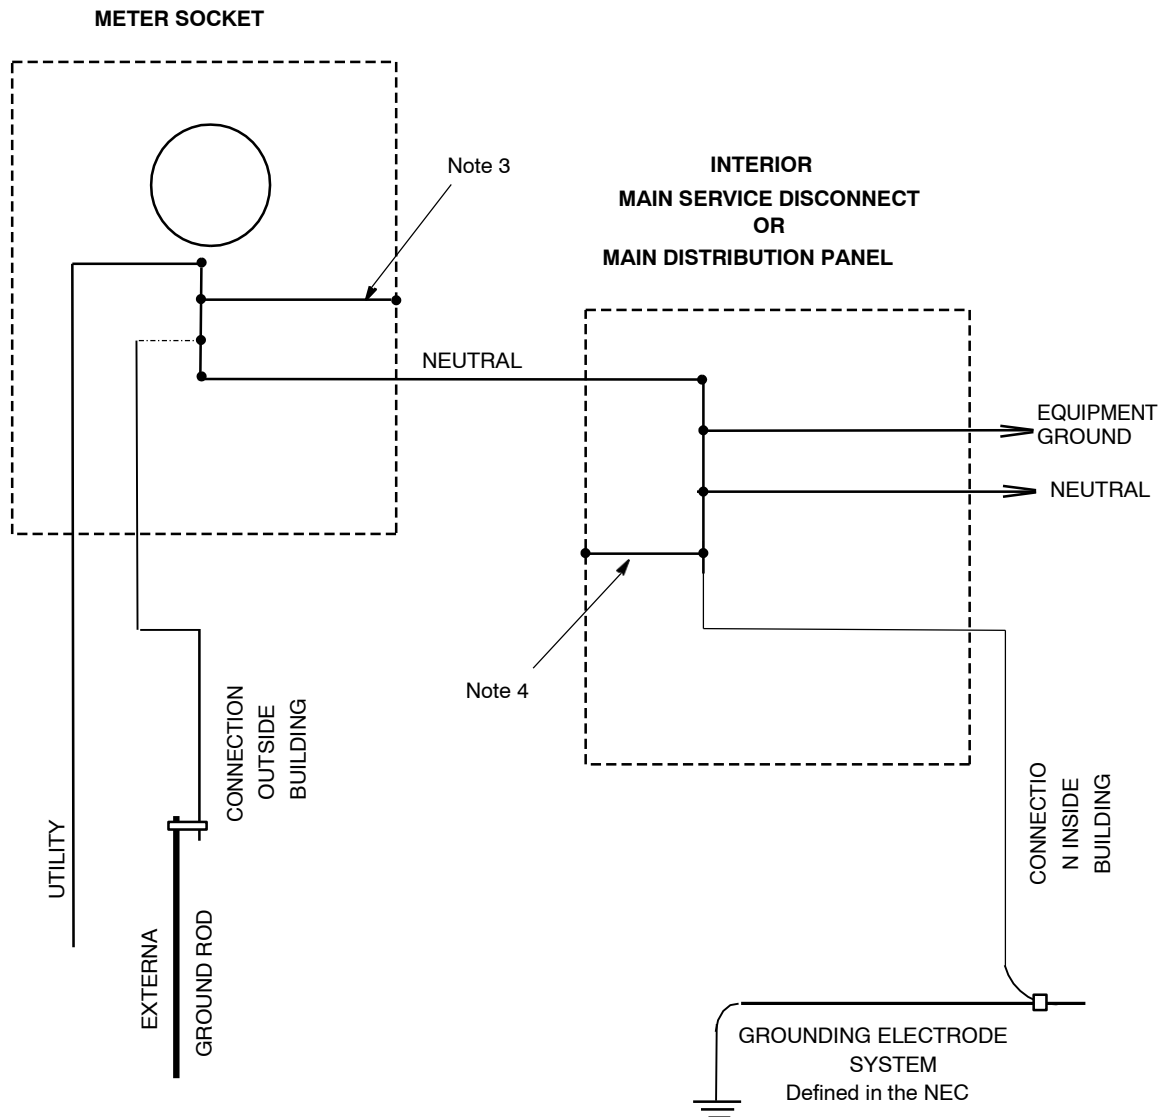 METER SOCKET
Note 3
INTERIOR
MAIN SERVICE DISCONNECT
OR
MAIN DISTRIBUTION PANEL
NEUTRAL
EQUIPMENT
GROUND
NEUTRAL
Note 4
CONNECTION
OUTSIDE
BUILDING
UTILITY
EXTERNA
GROUND ROD
CONNECTIO
N INSIDE
BUILDING
GROUNDING ELECTRODE
SYSTEM
Defined in the NEC